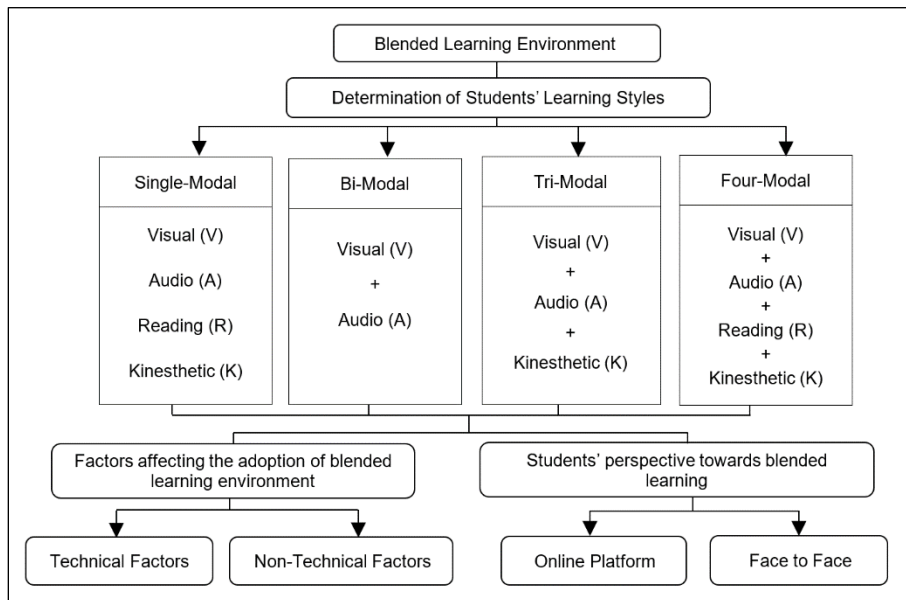 Blended Learning Environment
Determination of Students' Learning Styles
Single-Modal
Visual (V)
Audio (A)
Reading (R)
Kinesthetic (K)
Bi-Modal
Visual (V)
+
Audio (A)
Tri-Modal
Visual (V)
+
Audio (A)
+
Kinesthetic (K)
Four-Modal
Visual (V)
+
Audio (A)
+
Reading (R)
+
Kinesthetic (K)
Factors affecting the adoption of blended
learning environment
Students' perspective towards blended
learning
Technical Factors
Non-Technical Factors
Online Platform
Face to Face